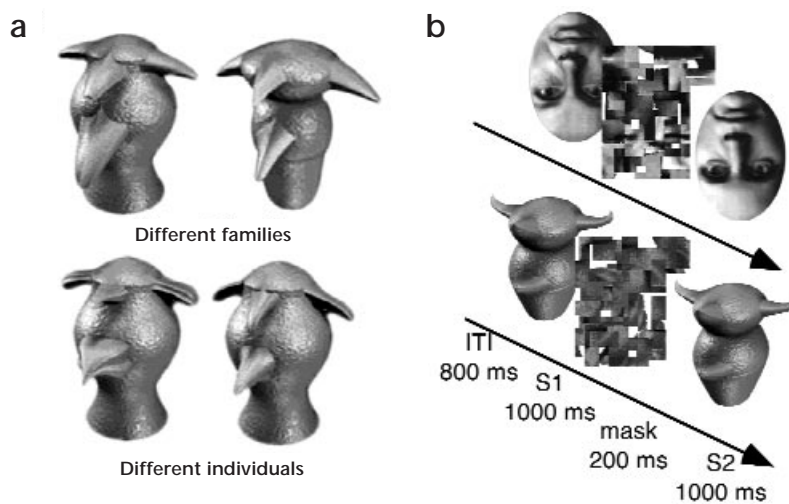 a
b
Different families
Different individuals
ITI
800 ms
S1
1000 ms
mask
200 ms
S2
1000 ms